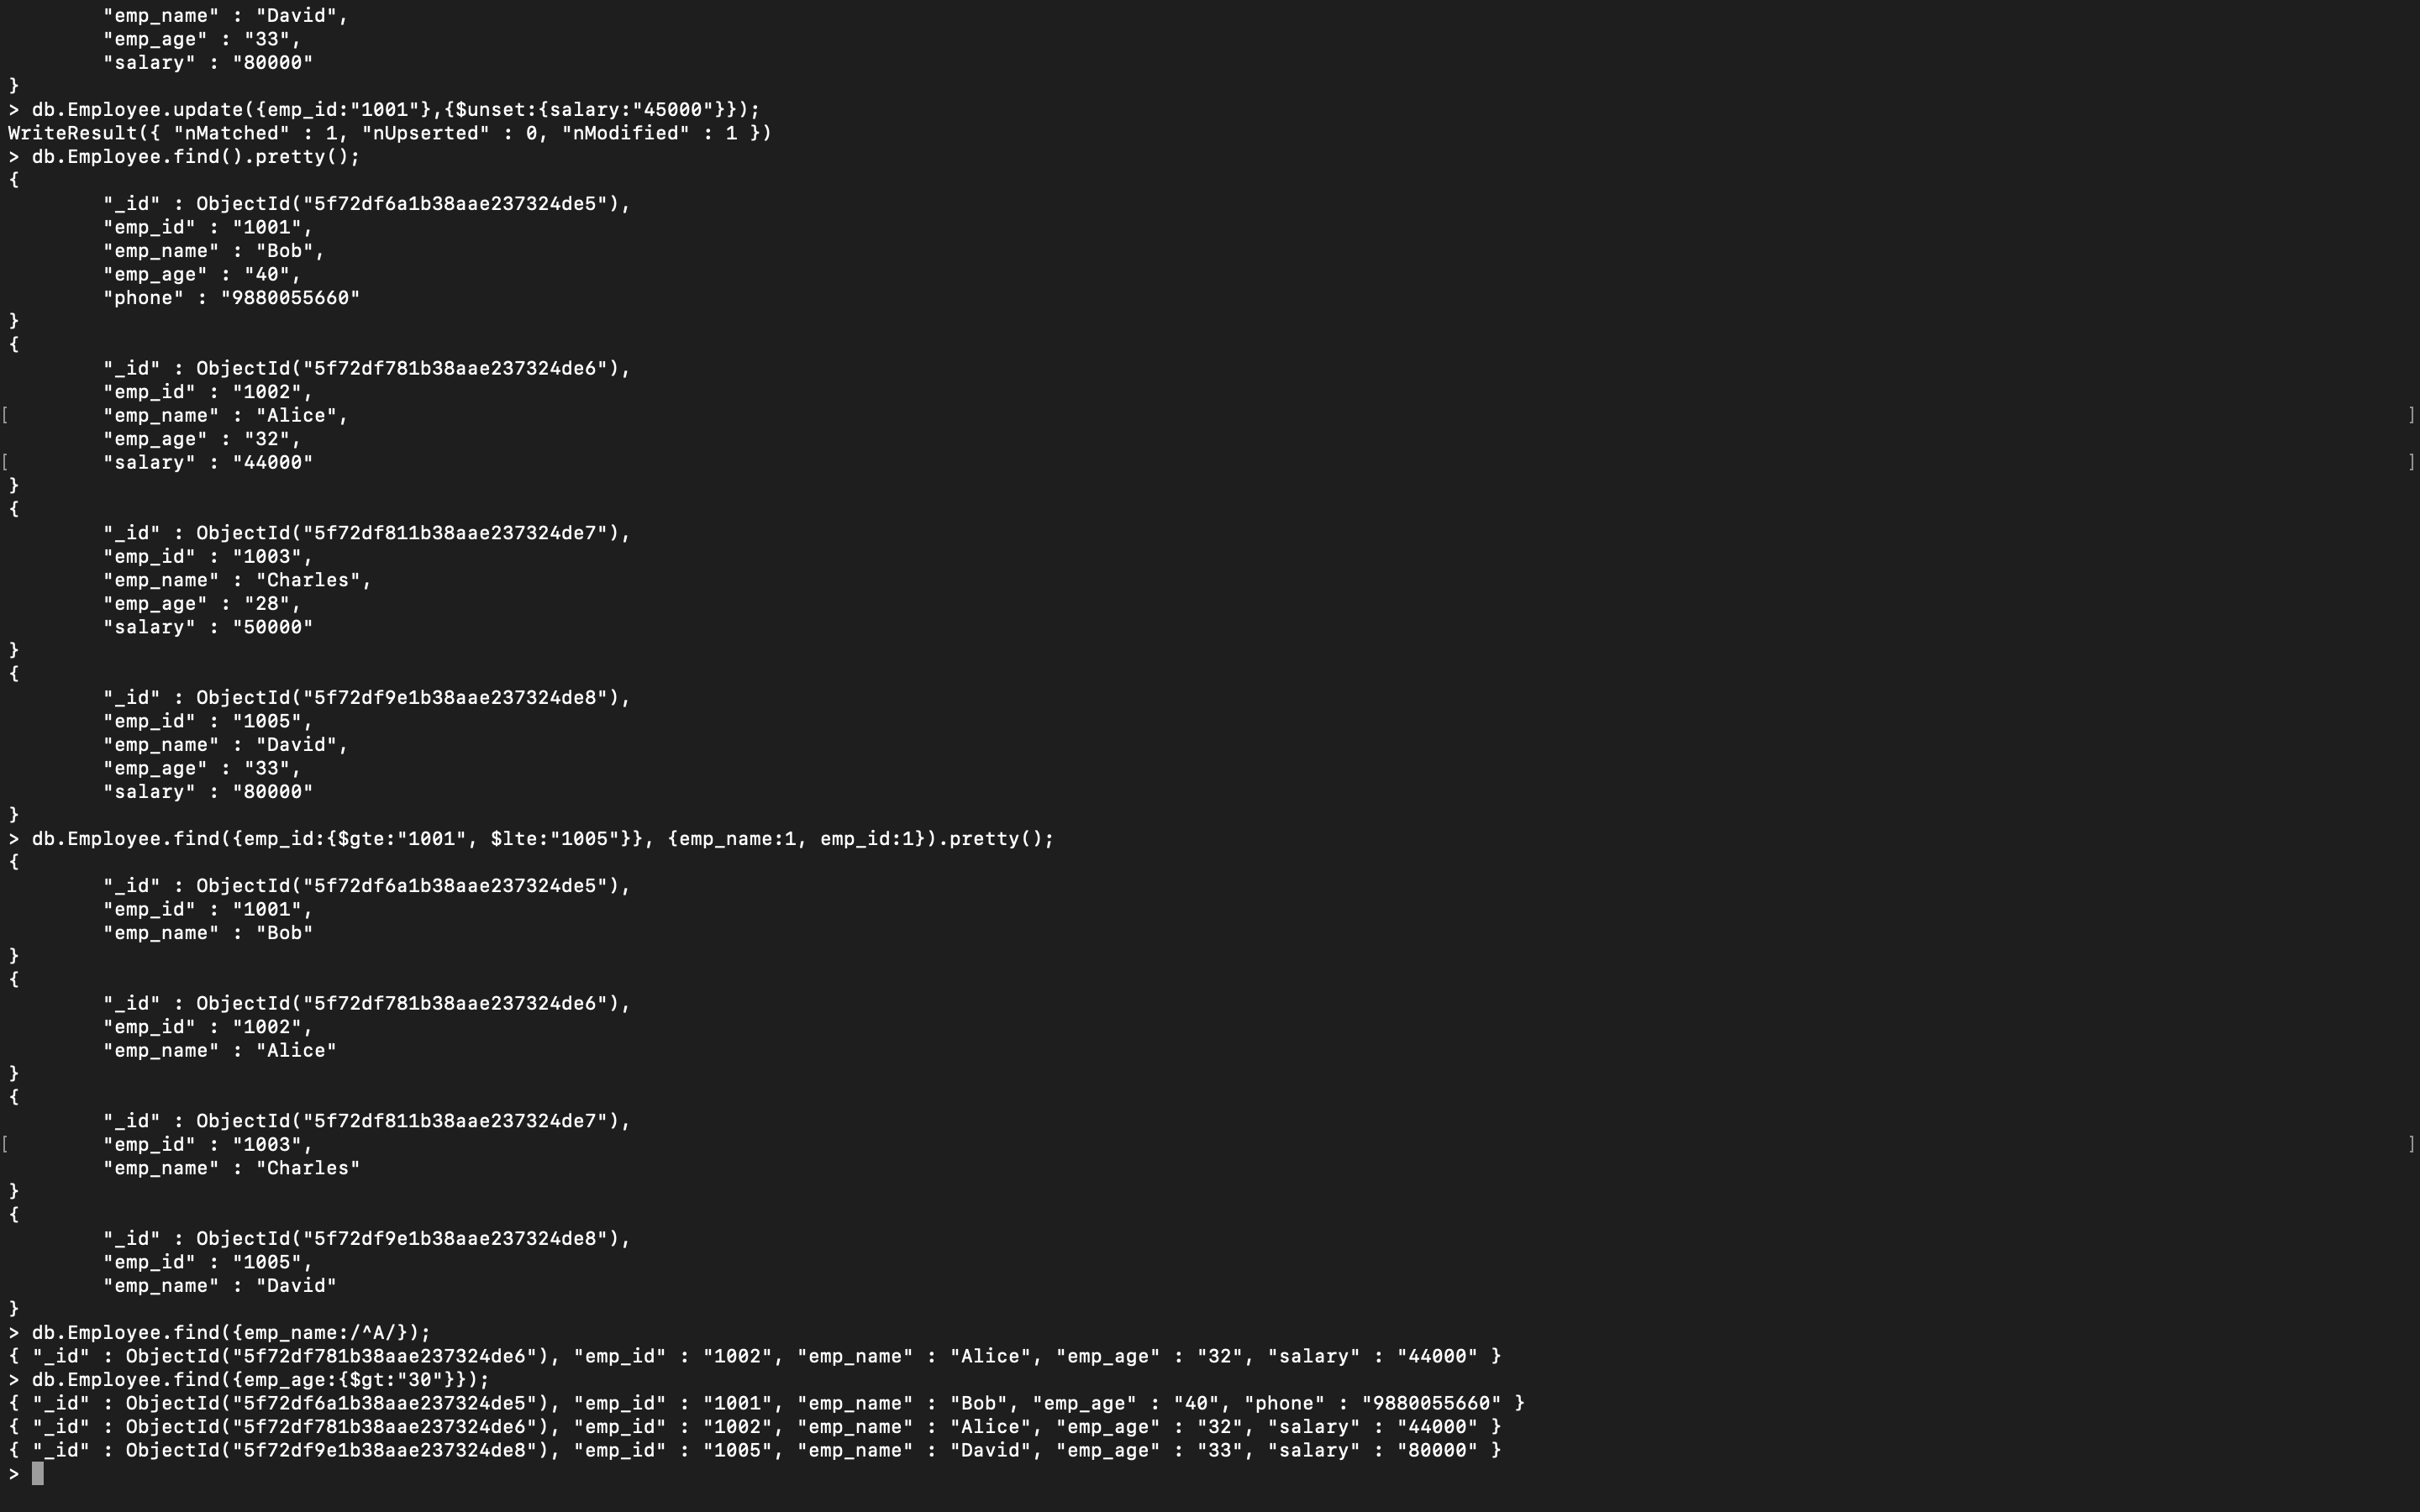 "emp_name" : "David",
        "emp_age" : "33",
        "salary" : "80000"
}
> db.Employee.update({emp_id:"1001"},{$unset:{salary:"45000"}});
WriteResult({ "nMatched" : 1, "nUpserted" : 0, "nModified" : 1 })
> db.Employee.find().pretty();
{
        "_id" : ObjectId("5f72df6a1b38aae237324de5"),
        "emp_id" : "1001",
        "emp_name" : "Bob",
        "emp_age" : "40",
        "phone" : "9880055660"
}
{
        "_id" : ObjectId("5f72df781b38aae237324de6"),
        "emp_id" : "1002",
[        "emp_name" : "Alice", ]
        "emp_age" : "32",
[        "salary" : "44000" ]
}
{
        "_id" : ObjectId("5f72df811b38aae237324de7"),
        "emp_id" : "1003",
        "emp_name" : "Charles",
        "emp_age" : "28",
        "salary" : "50000"
}
{
        "_id" : ObjectId("5f72df9e1b38aae237324de8"),
        "emp_id" : "1005",
        "emp_name" : "David",
        "emp_age" : "33",
        "salary" : "80000"
}
> db.Employee.find({emp_id:{$gte:"1001", $lte:"1005"}}, {emp_name:1, emp_id:1}).pretty();
{
        "_id" : ObjectId("5f72df6a1b38aae237324de5"),
        "emp_id" : "1001",
        "emp_name" : "Bob"
}
{
        "_id" : ObjectId("5f72df781b38aae237324de6"),
        "emp_id" : "1002",
        "emp_name" : "Alice"
}
{
        "_id" : ObjectId("5f72df811b38aae237324de7"),
[        "emp_id" : "1003", ]
        "emp_name" : "Charles"
}
{
        "_id" : ObjectId("5f72df9e1b38aae237324de8"),
        "emp_id" : "1005",
        "emp_name" : "David"
}
> db.Employee.find({emp_name:/^A/});
{ "_id" : ObjectId("5f72df781b38aae237324de6"), "emp_id" : "1002", "emp_name" : "Alice", "emp_age" : "32", "salary" : "44000" }
> db.Employee.find({emp_age:{$gt:"30"}});
{ "_id" : ObjectId("5f72df6a1b38aae237324de5"), "emp_id" : "1001", "emp_name" : "Bob", "emp_age" : "40", "phone" : "9880055660" }
{ "_id" : ObjectId("5f72df781b38aae237324de6"), "emp_id" : "1002", "emp_name" : "Alice", "emp_age" : "32", "salary" : "44000" }
{ "_id" : ObjectId("5f72df9e1b38aae237324de8"), "emp_id" : "1005", "emp_name" : "David", "emp_age" : "33", "salary" : "80000" }
>